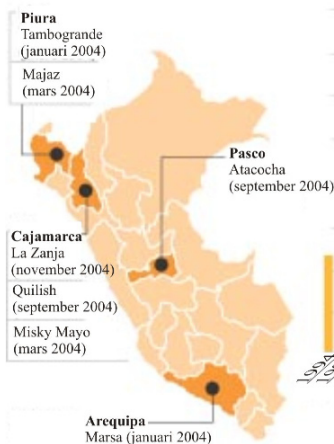 Piura
Tambogrande
(januari 2004)
Majaz
(mars 2004)
Pasco
Atacocha
(september 2004)
Cajamarca
La Zanja
(november 2004)
Quilish
(september 2004)
Misky Mayo
(mars 2004)
Arequipa
Marsa (januari 2004)